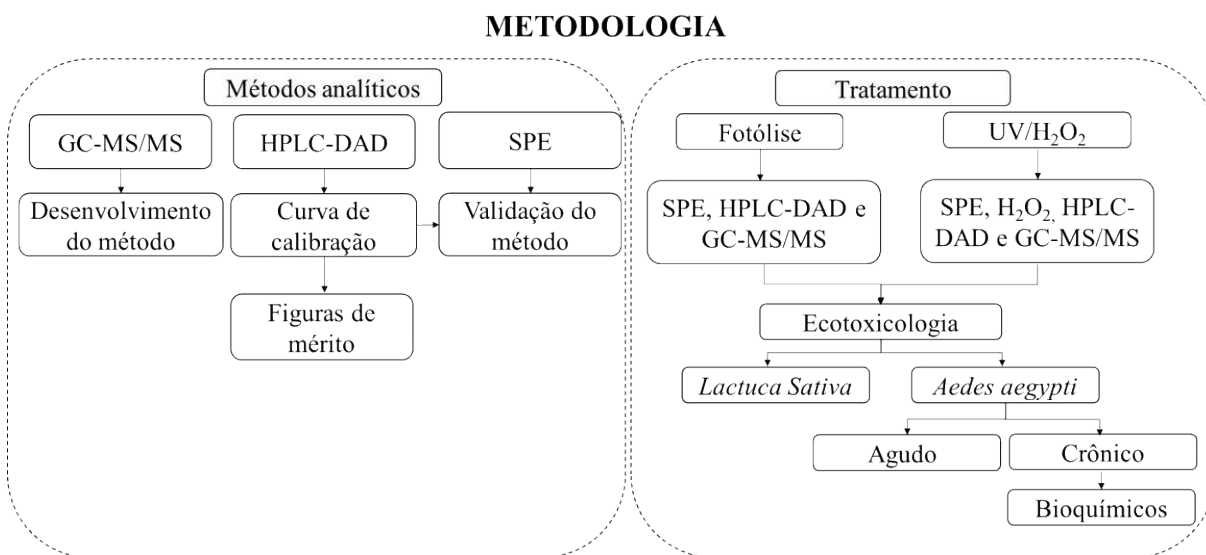 METODOLOGIA
Métodos analíticos
GC-MS/MS
HPLC-DAD
SPE
Desenvolvimento
do método
Curva de
calibração
Validação do
método
Figuras de
mérito
Tratamento
Fotólise
UV/H₂O₂
SPE, HPLC-DAD e
GC-MS/MS
SPE, H₂O₂, HPLC-
DAD e GC-MS/MS
Ecotoxicologia
Lactuca Sativa
Aedes aegypti
Agudo
Crônico
Bioquímicos